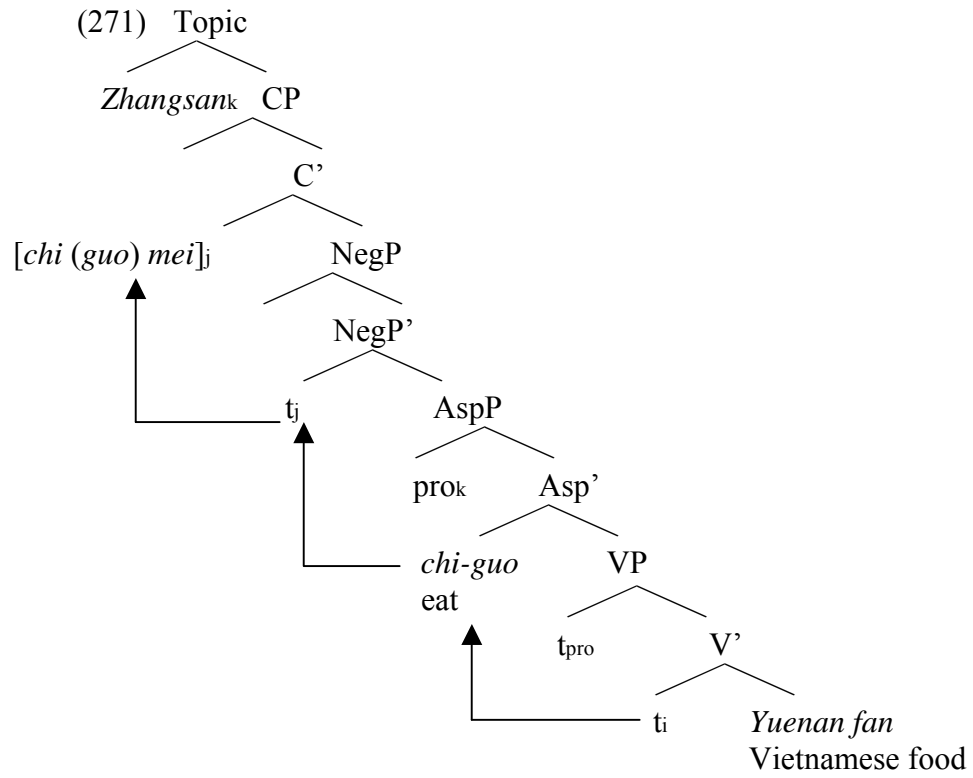 (271) Topic
Zhangsank CP
C’
[chi (guo) mei]j NegP
NegP’
tj AspP
prok Asp’
chi-guo VP
eat
tpro V’
ti Yuenan fan
Vietnamese food